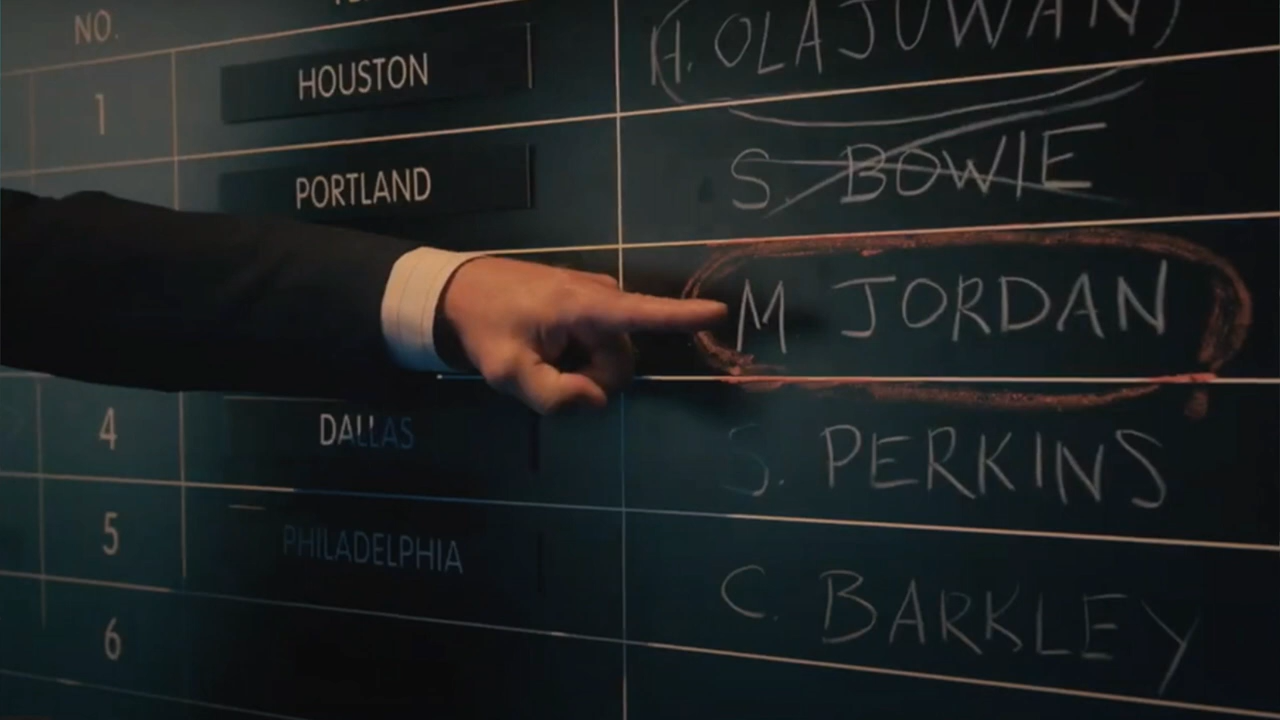 NO.
1 HOUSTON H. OLAJUWAN
PORTLAND S. BOWIE
M JORDAN
4 DALLAS S. PERKINS
5 PHILADELPHIA C. BARKLEY
6